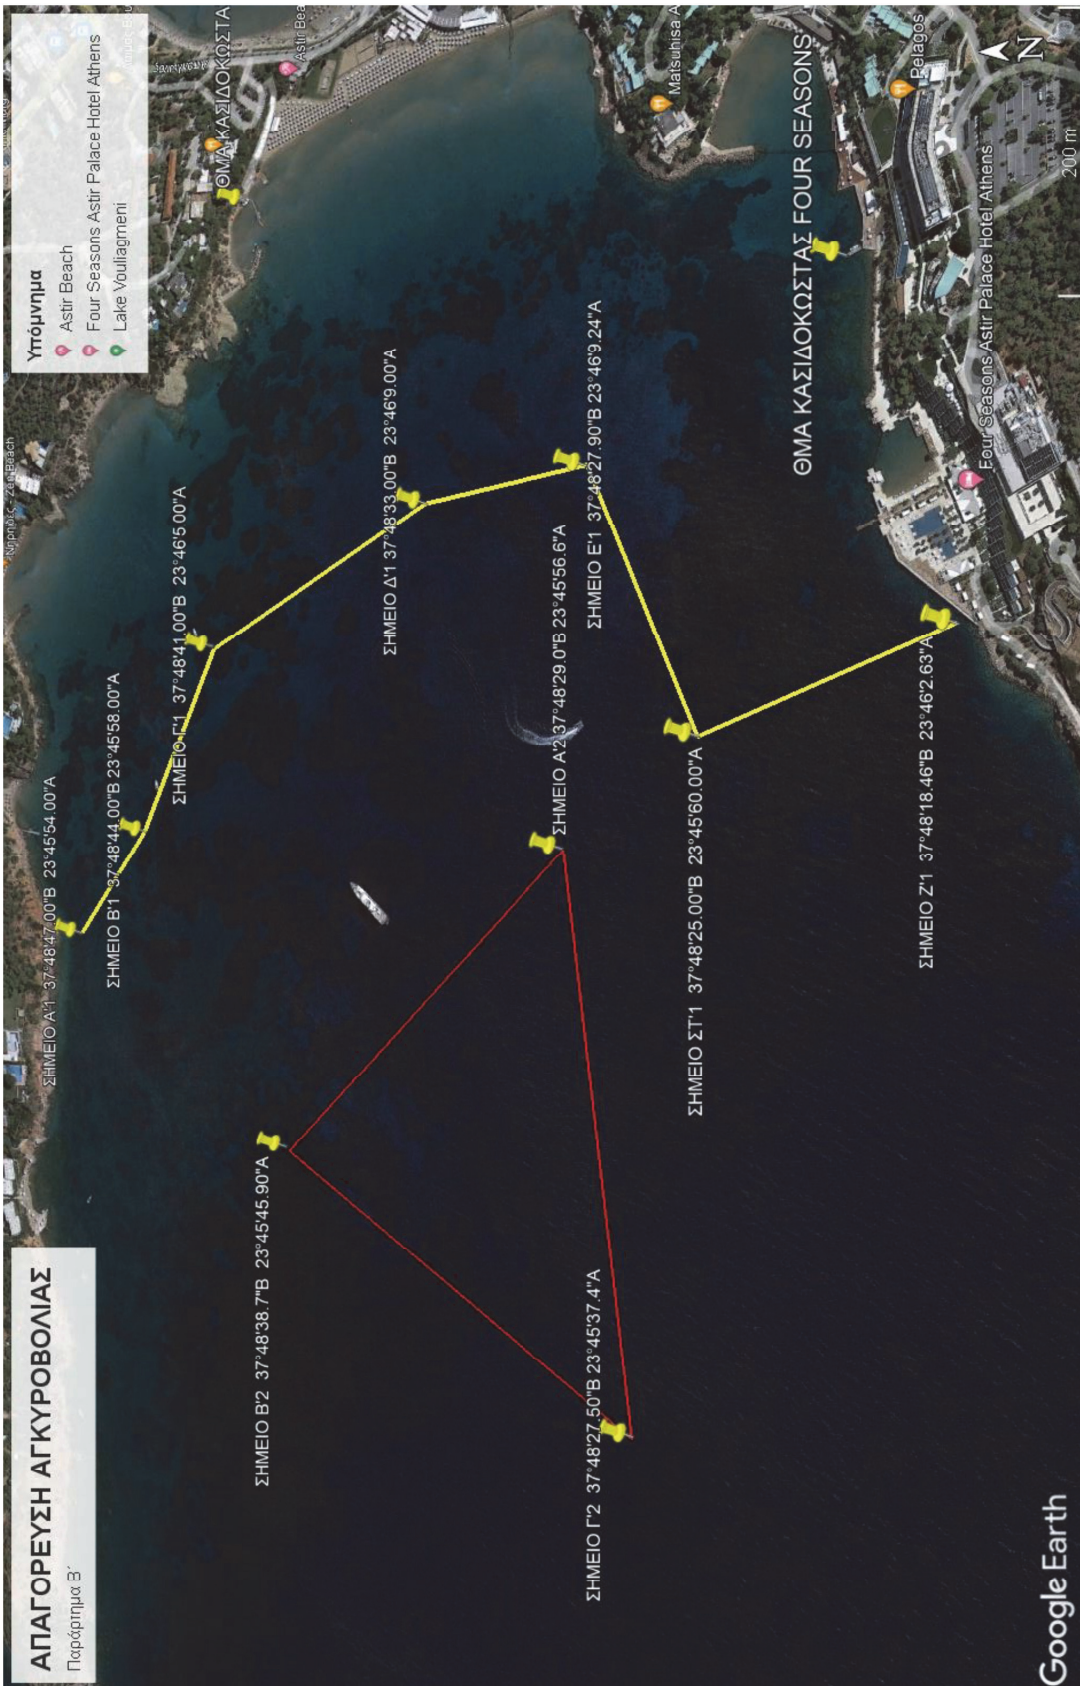 ΑΠΑΓΟΡΕΥΣΗ ΑΓΚΥΡΟΒΟΛΙΑΣ
Παράρτημα Β΄
Υπόμνημα
Astir Beach
Four Seasons Astir Palace Hotel Athens
Lake Vouliagmeni
Νηρηίδες - Zen Beach
ΣΗΜΕΙΟ Α'1 37°48'47.00"Β 23°45'54.00"Α
ΣΗΜΕΙΟ Β'1 37°48'44.00"Β 23°45'58.00"Α
ΣΗΜΕΙΟ Γ'1 37°48'41.00"Β 23°46'5.00"Α
ΘΜΑ ΚΑΣΙΔΟΚΩΣΤΑ
Astir Bea
ΣΗΜΕΙΟ Β'2 37°48'38.7"Β 23°45'45.90"Α
ΣΗΜΕΙΟ Δ'1 37°48'33.00"Β 23°46'9.00"Α
ΣΗΜΕΙΟ Α'2 37°48'29.0"Β 23°45'56.6"Α
ΣΗΜΕΙΟ Γ'2 37°48'27.50"Β 23°45'37.4"Α
ΣΗΜΕΙΟ Ε'1 37°48'27.90"Β 23°46'9.24"Α
Matsuhisa A
ΣΗΜΕΙΟ ΣΤ'1 37°48'25.00"Β 23°45'60.00"Α
ΘΜΑ ΚΑΣΙΔΟΚΩΣΤΑΣ FOUR SEASONS
Pelagos
ΣΗΜΕΙΟ Ζ'1 37°48'18.46"Β 23°46'2.63"Α
Four Seasons Astir Palace Hotel Athens
N
Google Earth
200 m